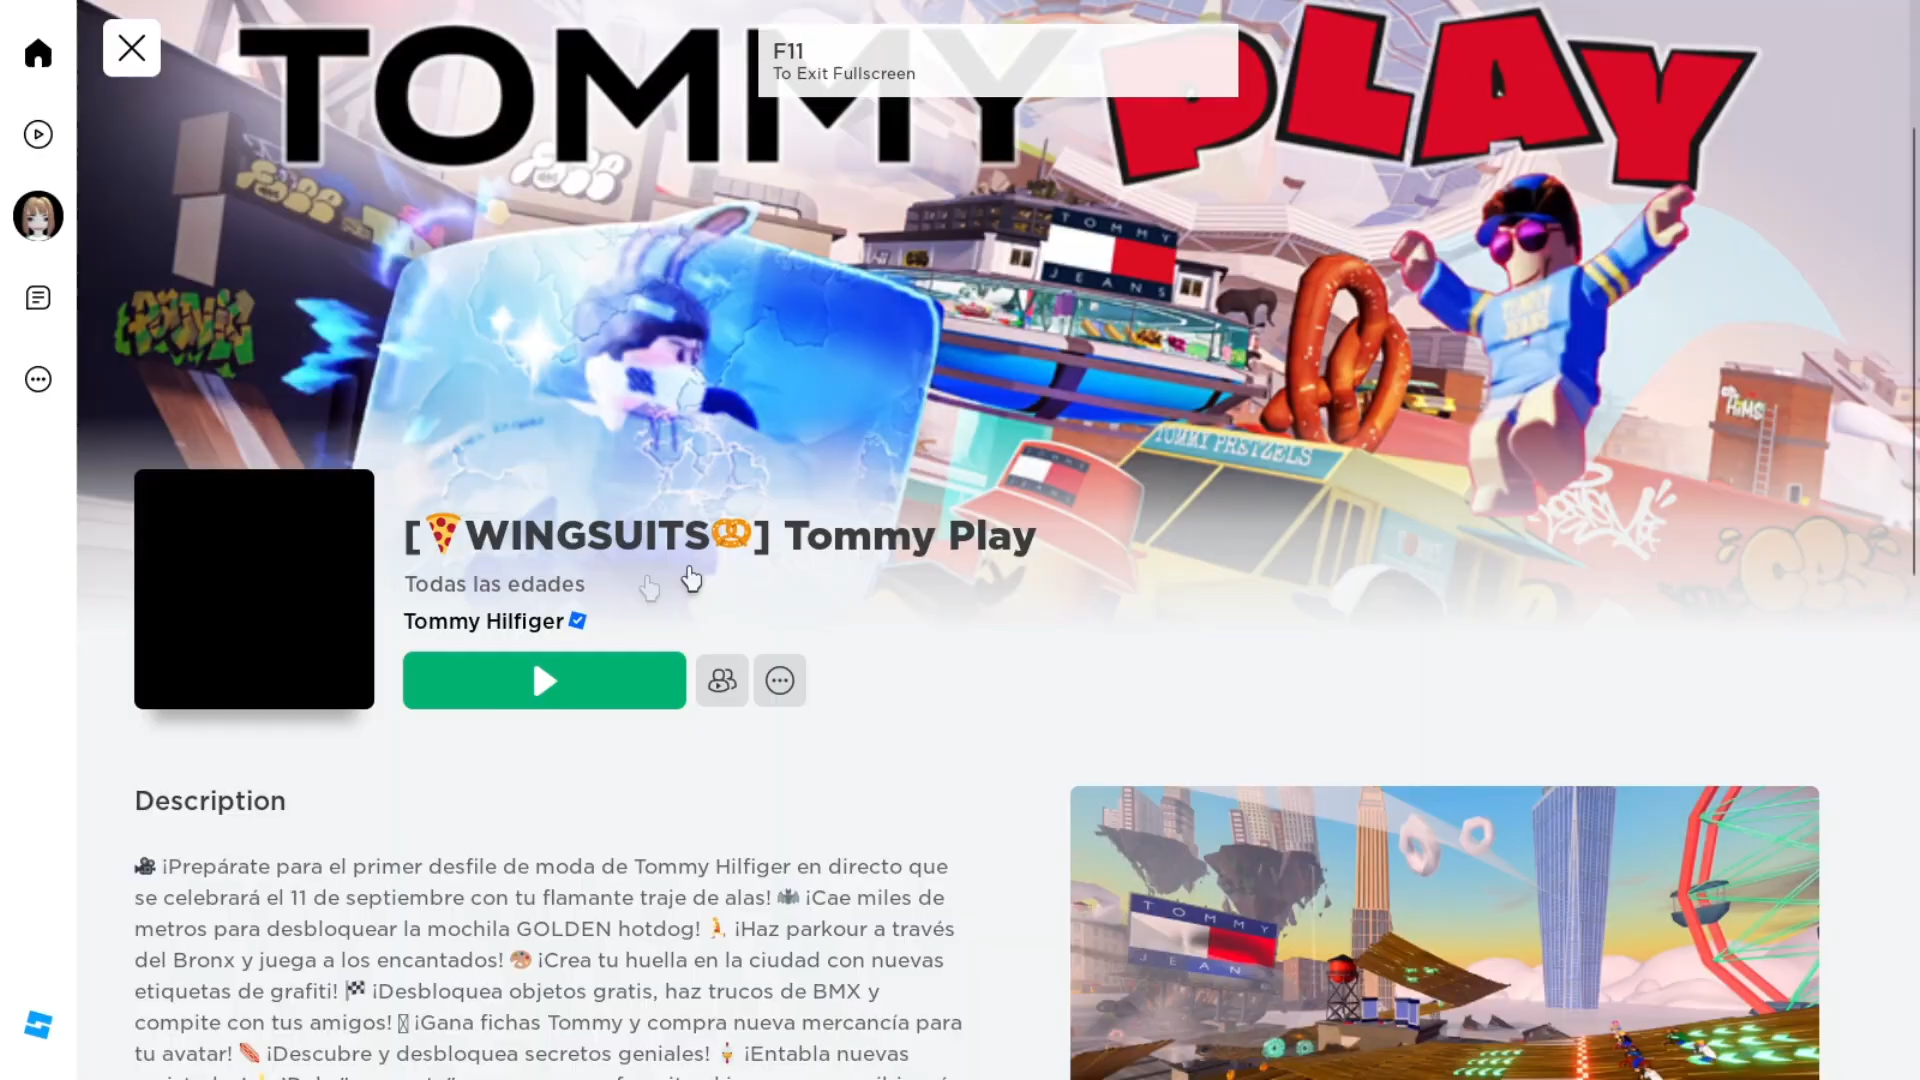 TOMMY PLAY
F11
To Exit Fullscreen
TOMMY
JEANS
TOMMY PRETZELS
HiMS
[🍕WINGSUITS🥨] Tommy Play
Todas las edades
Tommy Hilfiger
Description
🎥 ¡Prepárate para el primer desfile de moda de Tommy Hilfiger en directo que
se celebrará el 11 de septiembre con tu flamante traje de alas! 🦇 ¡Cae miles de
metros para desbloquear la mochila GOLDEN hotdog! 🏃 ¡Haz parkour a través
del Bronx y juega a los encantados! 🎨 ¡Crea tu huella en la ciudad con nuevas
etiquetas de grafiti! 🏁 ¡Desbloquea objetos gratis, haz trucos de BMX y
compite con tus amigos! ¡Gana fichas Tommy y compra nueva mercancía para
tu avatar! 🌭 ¡Descubre y desbloquea secretos geniales! ¡Entabla nuevas
TOMMY
JEAN